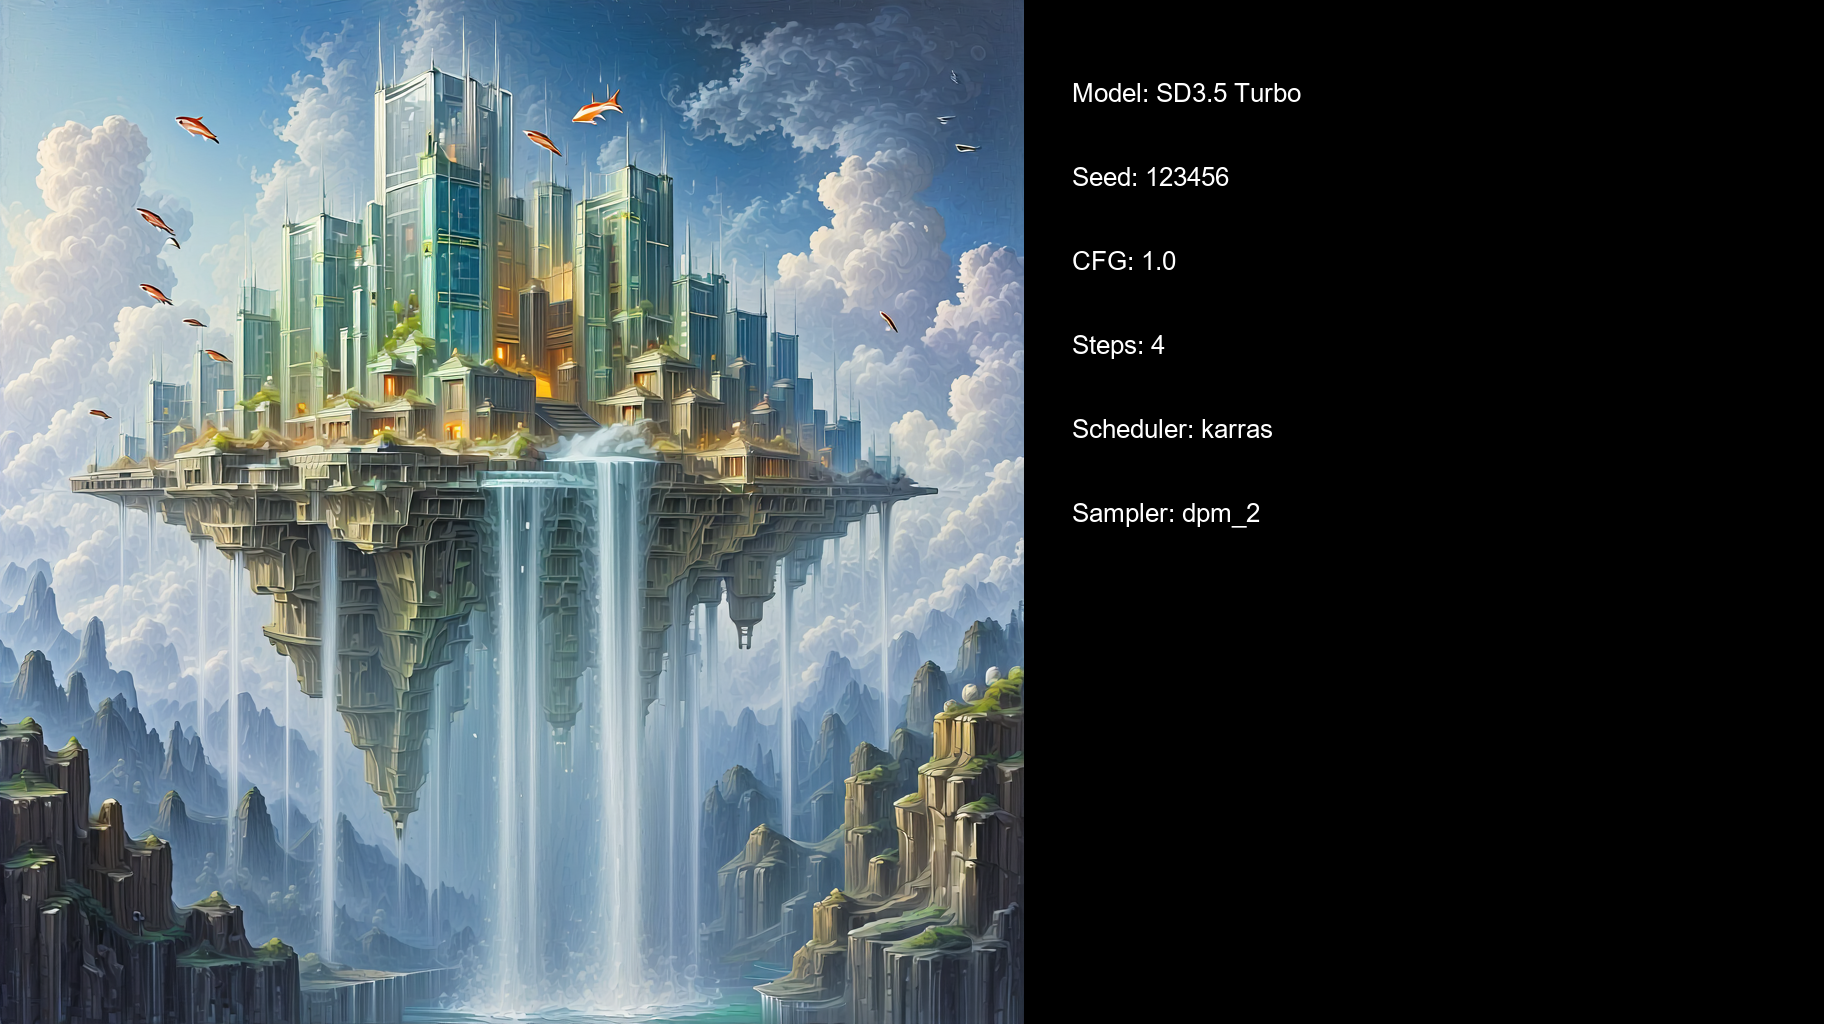 Model: SD3.5 Turbo
Seed: 123456
CFG: 1.0
Steps: 4
Scheduler: karras
Sampler: dpm_2